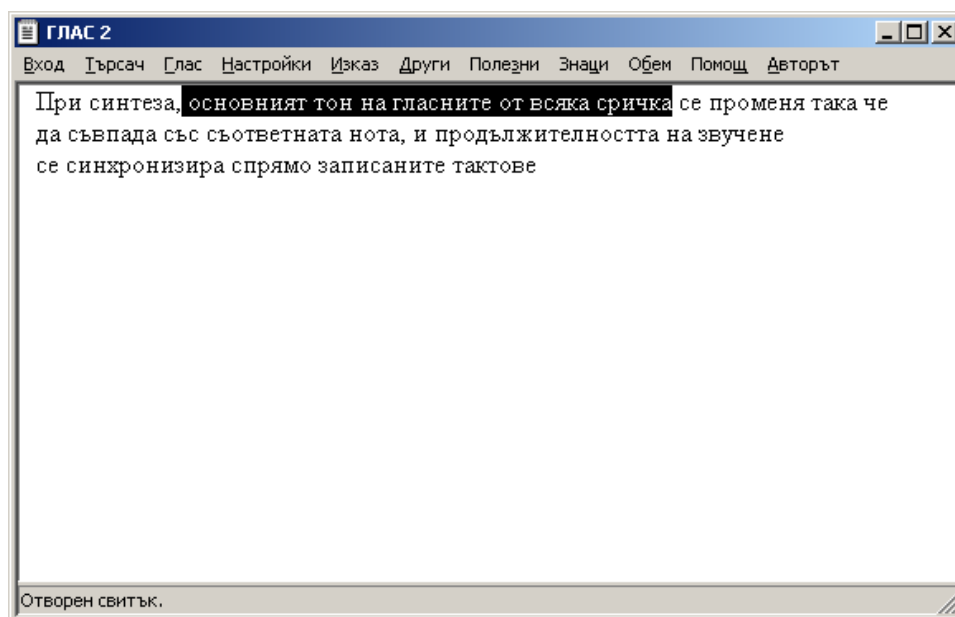 ГЛАС 2
Вход Търсач Глас Настройки Изказ Други Полезни Знаци Обем Помощ Авторът
При синтеза, основният тон на гласните от всяка сричка се променя така че
да съвпада със съответната нота, и продължителността на звучене
се синхронизира спрямо записаните тактове
Отворен свитък.